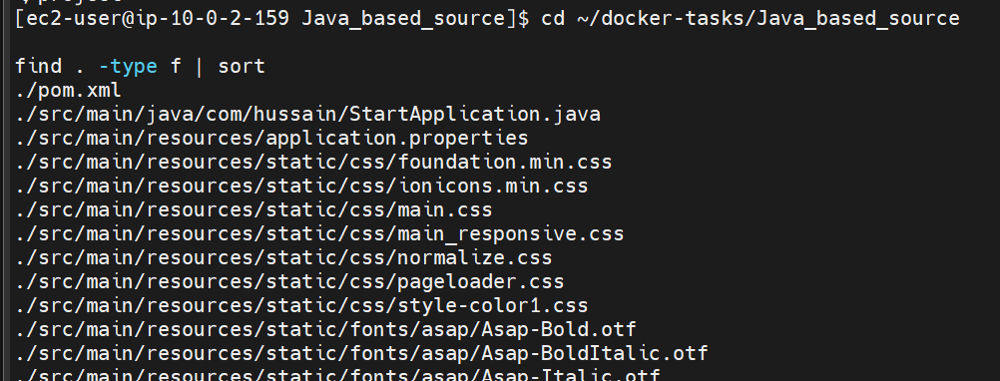 [ec2-user@ip-10-0-2-159 Java_based_source]$ cd ~/docker-tasks/Java_based_source
find . -type f | sort
./pom.xml
./src/main/java/com/hussain/StartApplication.java
./src/main/resources/application.properties
./src/main/resources/static/css/foundation.min.css
./src/main/resources/static/css/ionicons.min.css
./src/main/resources/static/css/main.css
./src/main/resources/static/css/main_responsive.css
./src/main/resources/static/css/normalize.css
./src/main/resources/static/css/pageloader.css
./src/main/resources/static/css/style-color1.css
./src/main/resources/static/fonts/asap/Asap-Bold.otf
./src/main/resources/static/fonts/asap/Asap-BoldItalic.otf
./src/main/resources/static/fonts/asap/Asap-Italic.otf